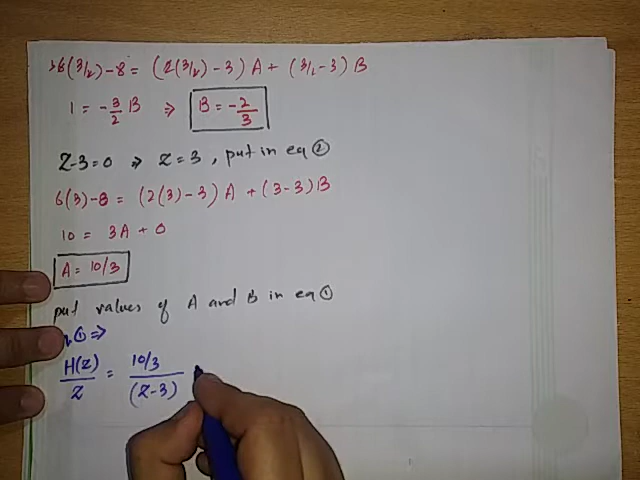 6(3/2)-8 = (2(3/2)-3) A + (3/2-3) B
1 = -3/2 B ⇒ B = -2/3
Z-3=0 ⇒ Z=3, put in eq ②
6(3)-8 = (2(3)-3) A + (3-3) B
10 = 3A + 0
A = 10/3
put values of A and B in eq ①
① ⇒
H(Z)/Z = 10/3/(Z-3)